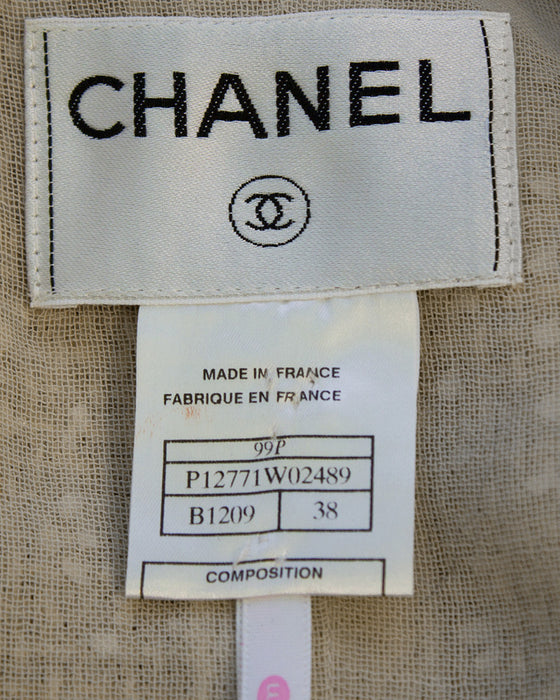 CHANEL
MADE IN FRANCE
FABRIQUE EN FRANCE
99P
P12771W02489
B1209 38
COMPOSITION